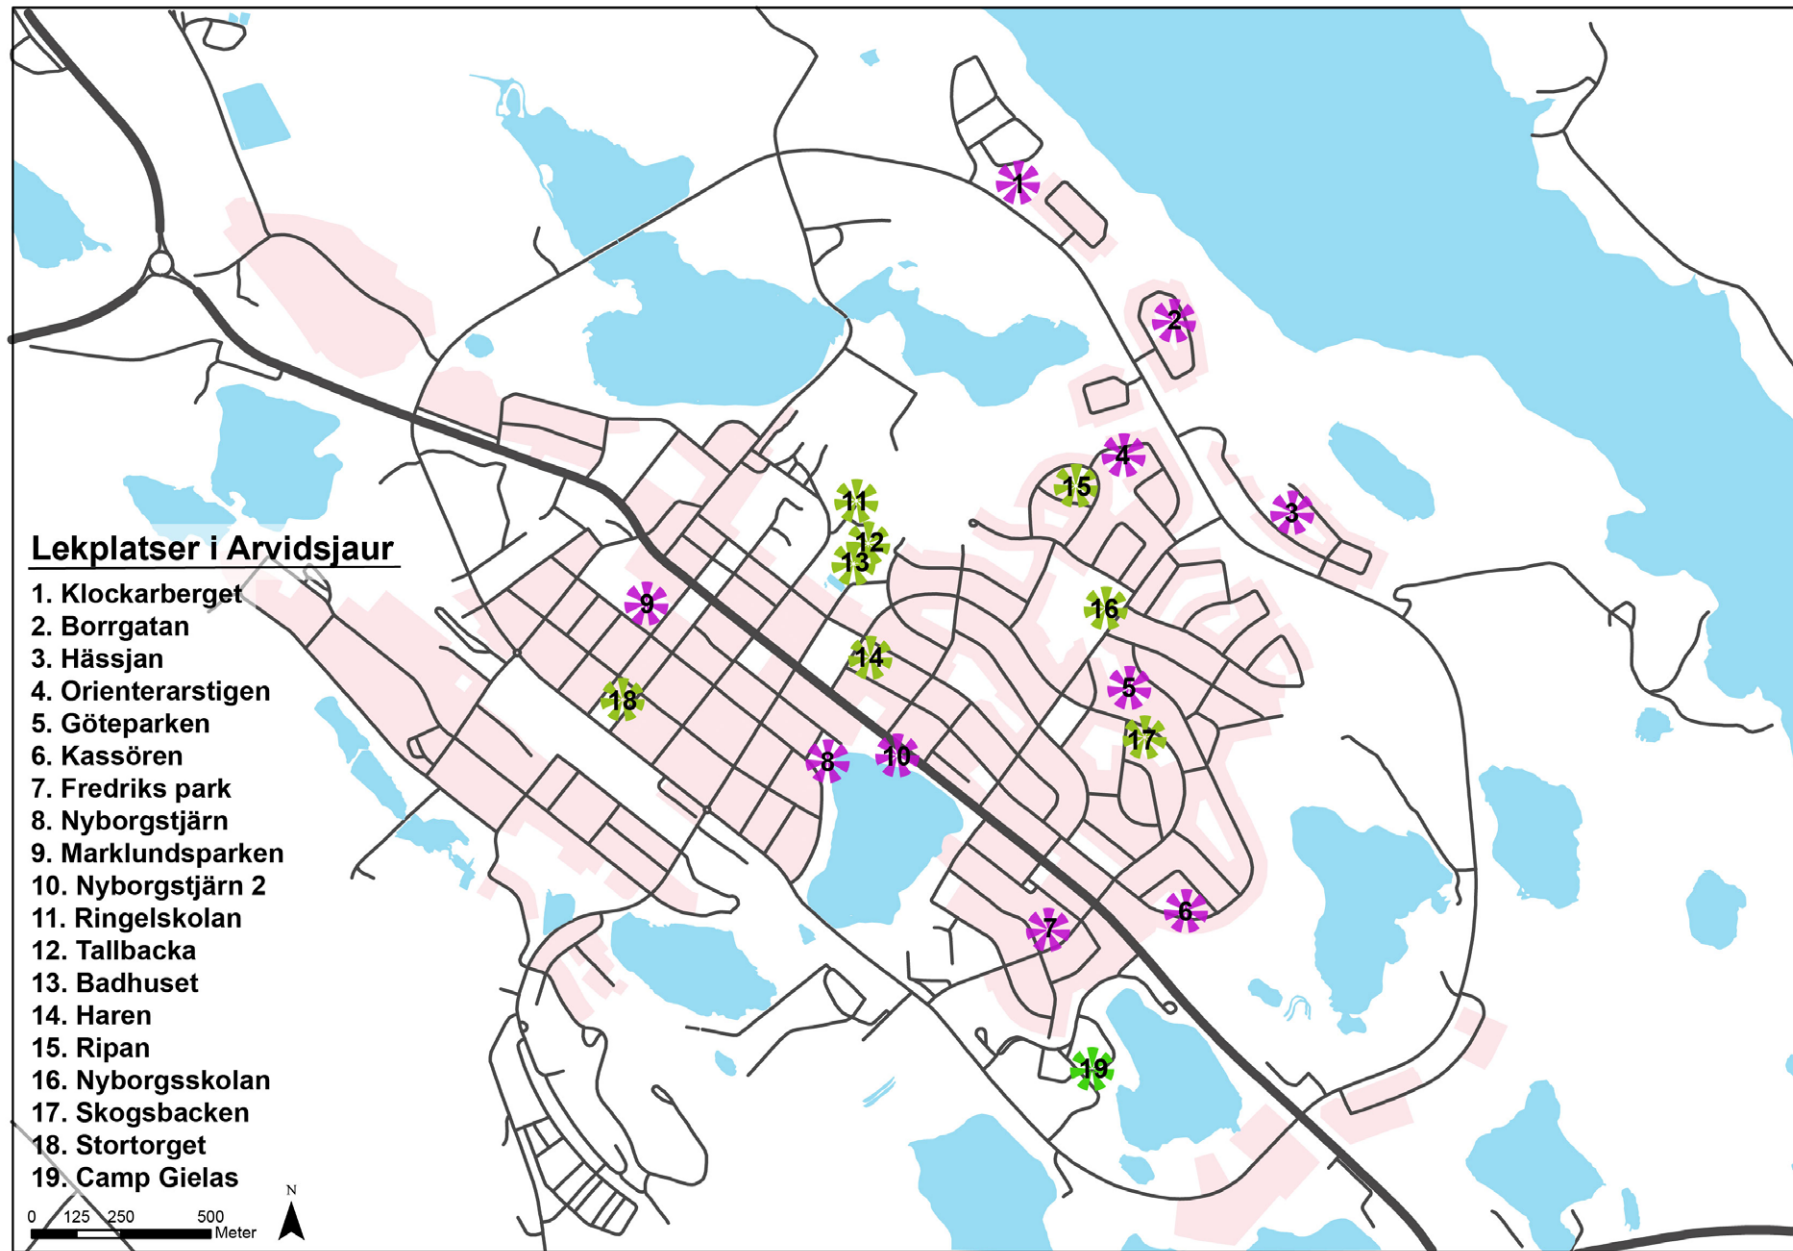 Lekplatser i Arvidsjaur
1. Klockarberget
2. Borrgatan
3. Hässjan
4. Orienterarstigen
5. Göteparken
6. Kassören
7. Fredriks park
8. Nyborgstjärn
9. Marklundsparken
10. Nyborgstjärn 2
11. Ringelskolan
12. Tallbacka
13. Badhuset
14. Haren
15. Ripan
16. Nyborgsskolan
17. Skogsbacken
18. Stortorget
19. Camp Gielas
0 125 250 500
Meter
N
1
2
4
15
11
3
12
13
9
16
14
5
18
17
10
8
6
7
19